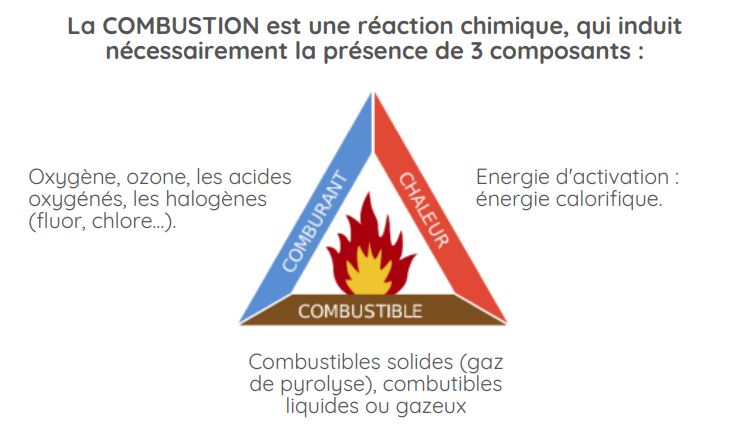 La COMBUSTION est une réaction chimique, qui induit
nécessairement la présence de 3 composants :
Oxygène, ozone, les acides
oxygénés, les halogènes
(fluor, chlore...).
COMBURANT
CHALEUR
Energie d'activation :
énergie calorifique.
COMBUSTIBLE
Combustibles solides (gaz
de pyrolyse), combutibles
liquides ou gazeux